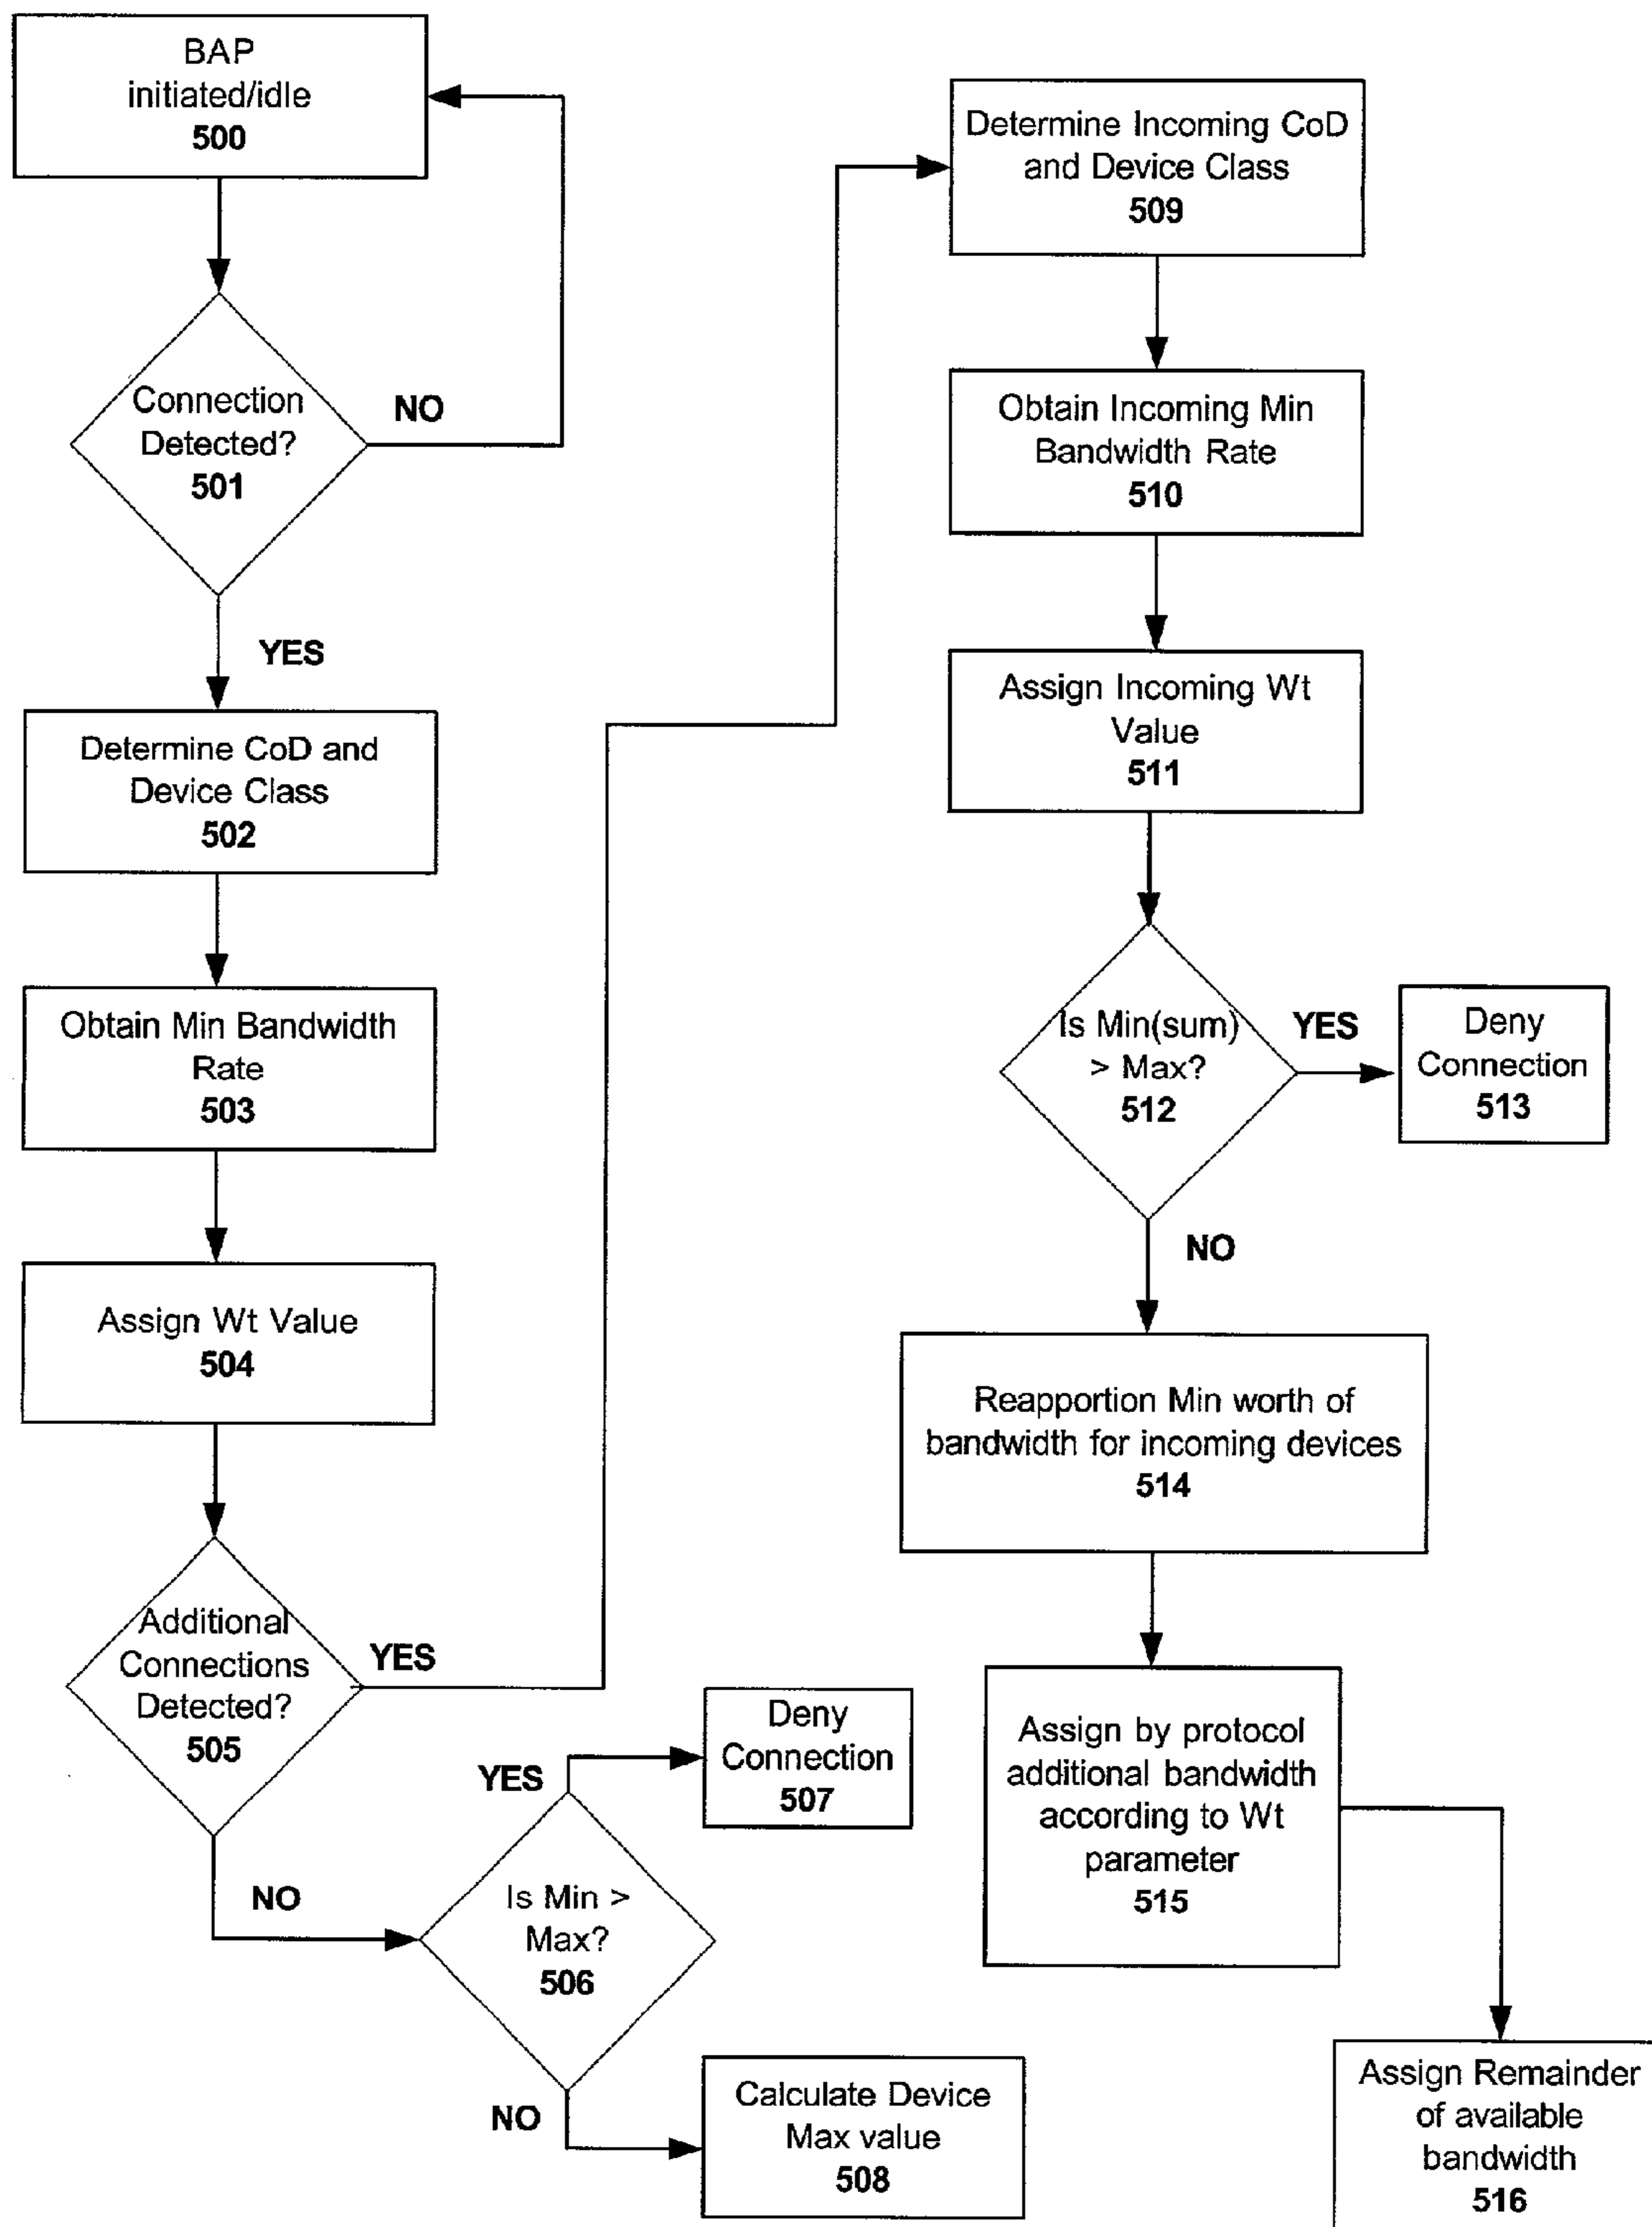 BAP
initiated/idle
500
Connection
Detected?
501
NO
YES
Determine CoD and
Device Class
502
Obtain Min Bandwidth
Rate
503
Assign Wt Value
504
Additional
Connections
Detected?
505
YES
NO
Is Min >
Max?
506
YES
Deny
Connection
507
NO
Calculate Device
Max value
508
Determine Incoming CoD
and Device Class
509
Obtain Incoming Min
Bandwidth Rate
510
Assign Incoming Wt
Value
511
Is Min(sum)
> Max?
512
YES
Deny
Connection
513
NO
Reapportion Min worth of
bandwidth for incoming devices
514
Assign by protocol
additional bandwidth
according to Wt
parameter
515
Assign Remainder
of available
bandwidth
516